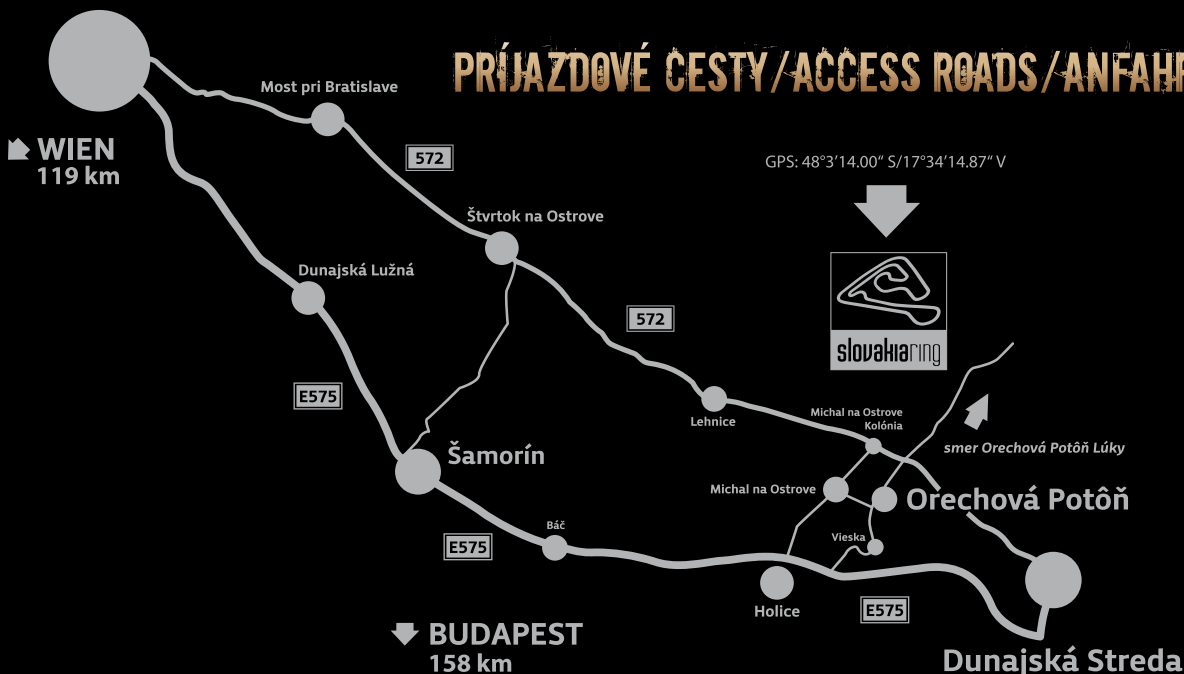 PRÍJAZDOVÉ CESTY/ACCESS ROADS/ANFAHR
Most pri Bratislave
WIEN
119 km
572
GPS: 48°3′14.00“ S/17°34′14.87“ V
Štvrtok na Ostrove
Dunajská Lužná
572
slovakiaring
E575
Lehnice
Michal na Ostrove
Kolónia
smer Orechová Potôň Lúky
Šamorín
Michal na Ostrove
Orechová Potôň
Báč
E575
Vieska
Holice
E575
BUDAPEST
158 km
Dunajská Streda